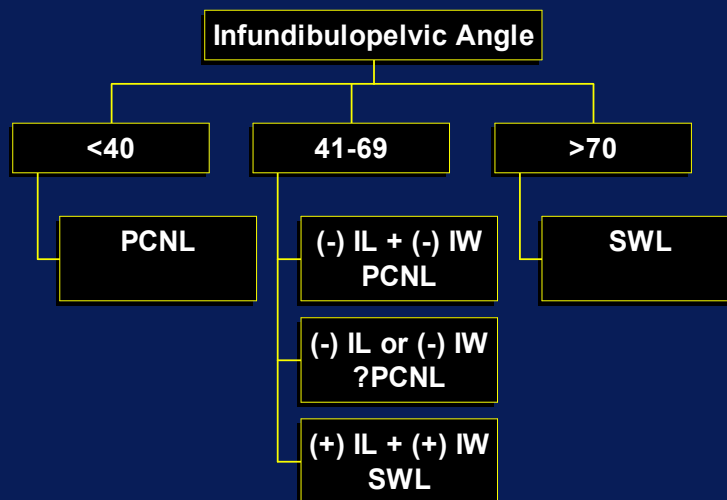 Infundibulopelvic Angle
<40
41-69
>70
PCNL
(-) IL + (-) IW
PCNL
SWL
(-) IL or (-) IW
?PCNL
(+) IL + (+) IW
SWL